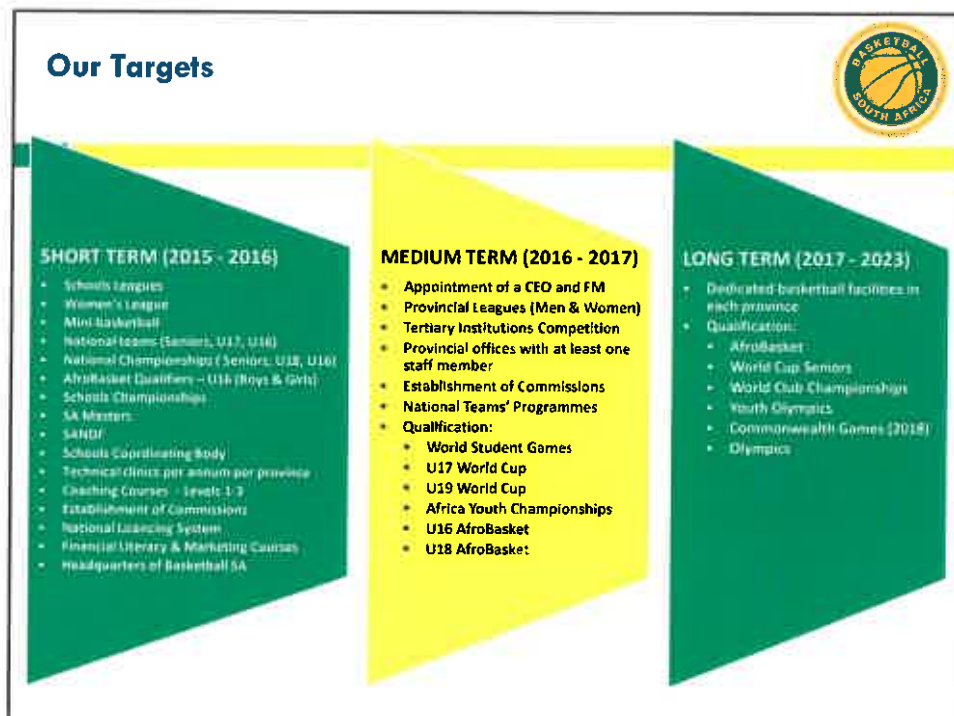 Our Targets
BASKETBALL
SOUTH AFRICA
SHORT TERM (2015 - 2016)
• Schools Leagues
• Women's League
• Mini-basketball
• National teams (Seniors, U17, U16)
• National Championships ( Seniors, U18, U16)
• AfroBasket Qualifiers – U16 (Boys & Girls)
• Schools Championships
• SA Masters
• SANDF
• Schools Coordinating Body
• Technical clinics per annum per province
• Coaching Courses - Levels 1-3
• Establishment of Commissions
• National Licencing System
• Financial Literary & Marketing Courses
• Headquarters of Basketball SA
MEDIUM TERM (2016 - 2017)
• Appointment of a CEO and FM
• Provincial Leagues (Men & Women)
• Tertiary Institutions Competition
• Provincial offices with at least one
staff member
• Establishment of Commissions
• National Teams' Programmes
• Qualification:
• World Student Games
• U17 World Cup
• U19 World Cup
• Africa Youth Championships
• U16 AfroBasket
• U18 AfroBasket
LONG TERM (2017 - 2023)
• Dedicated basketball facilities in
each province
• Qualification:
• AfroBasket
• World Cup Seniors
• World Club Championships
• Youth Olympics
• Commonwealth Games (2018)
• Olympics